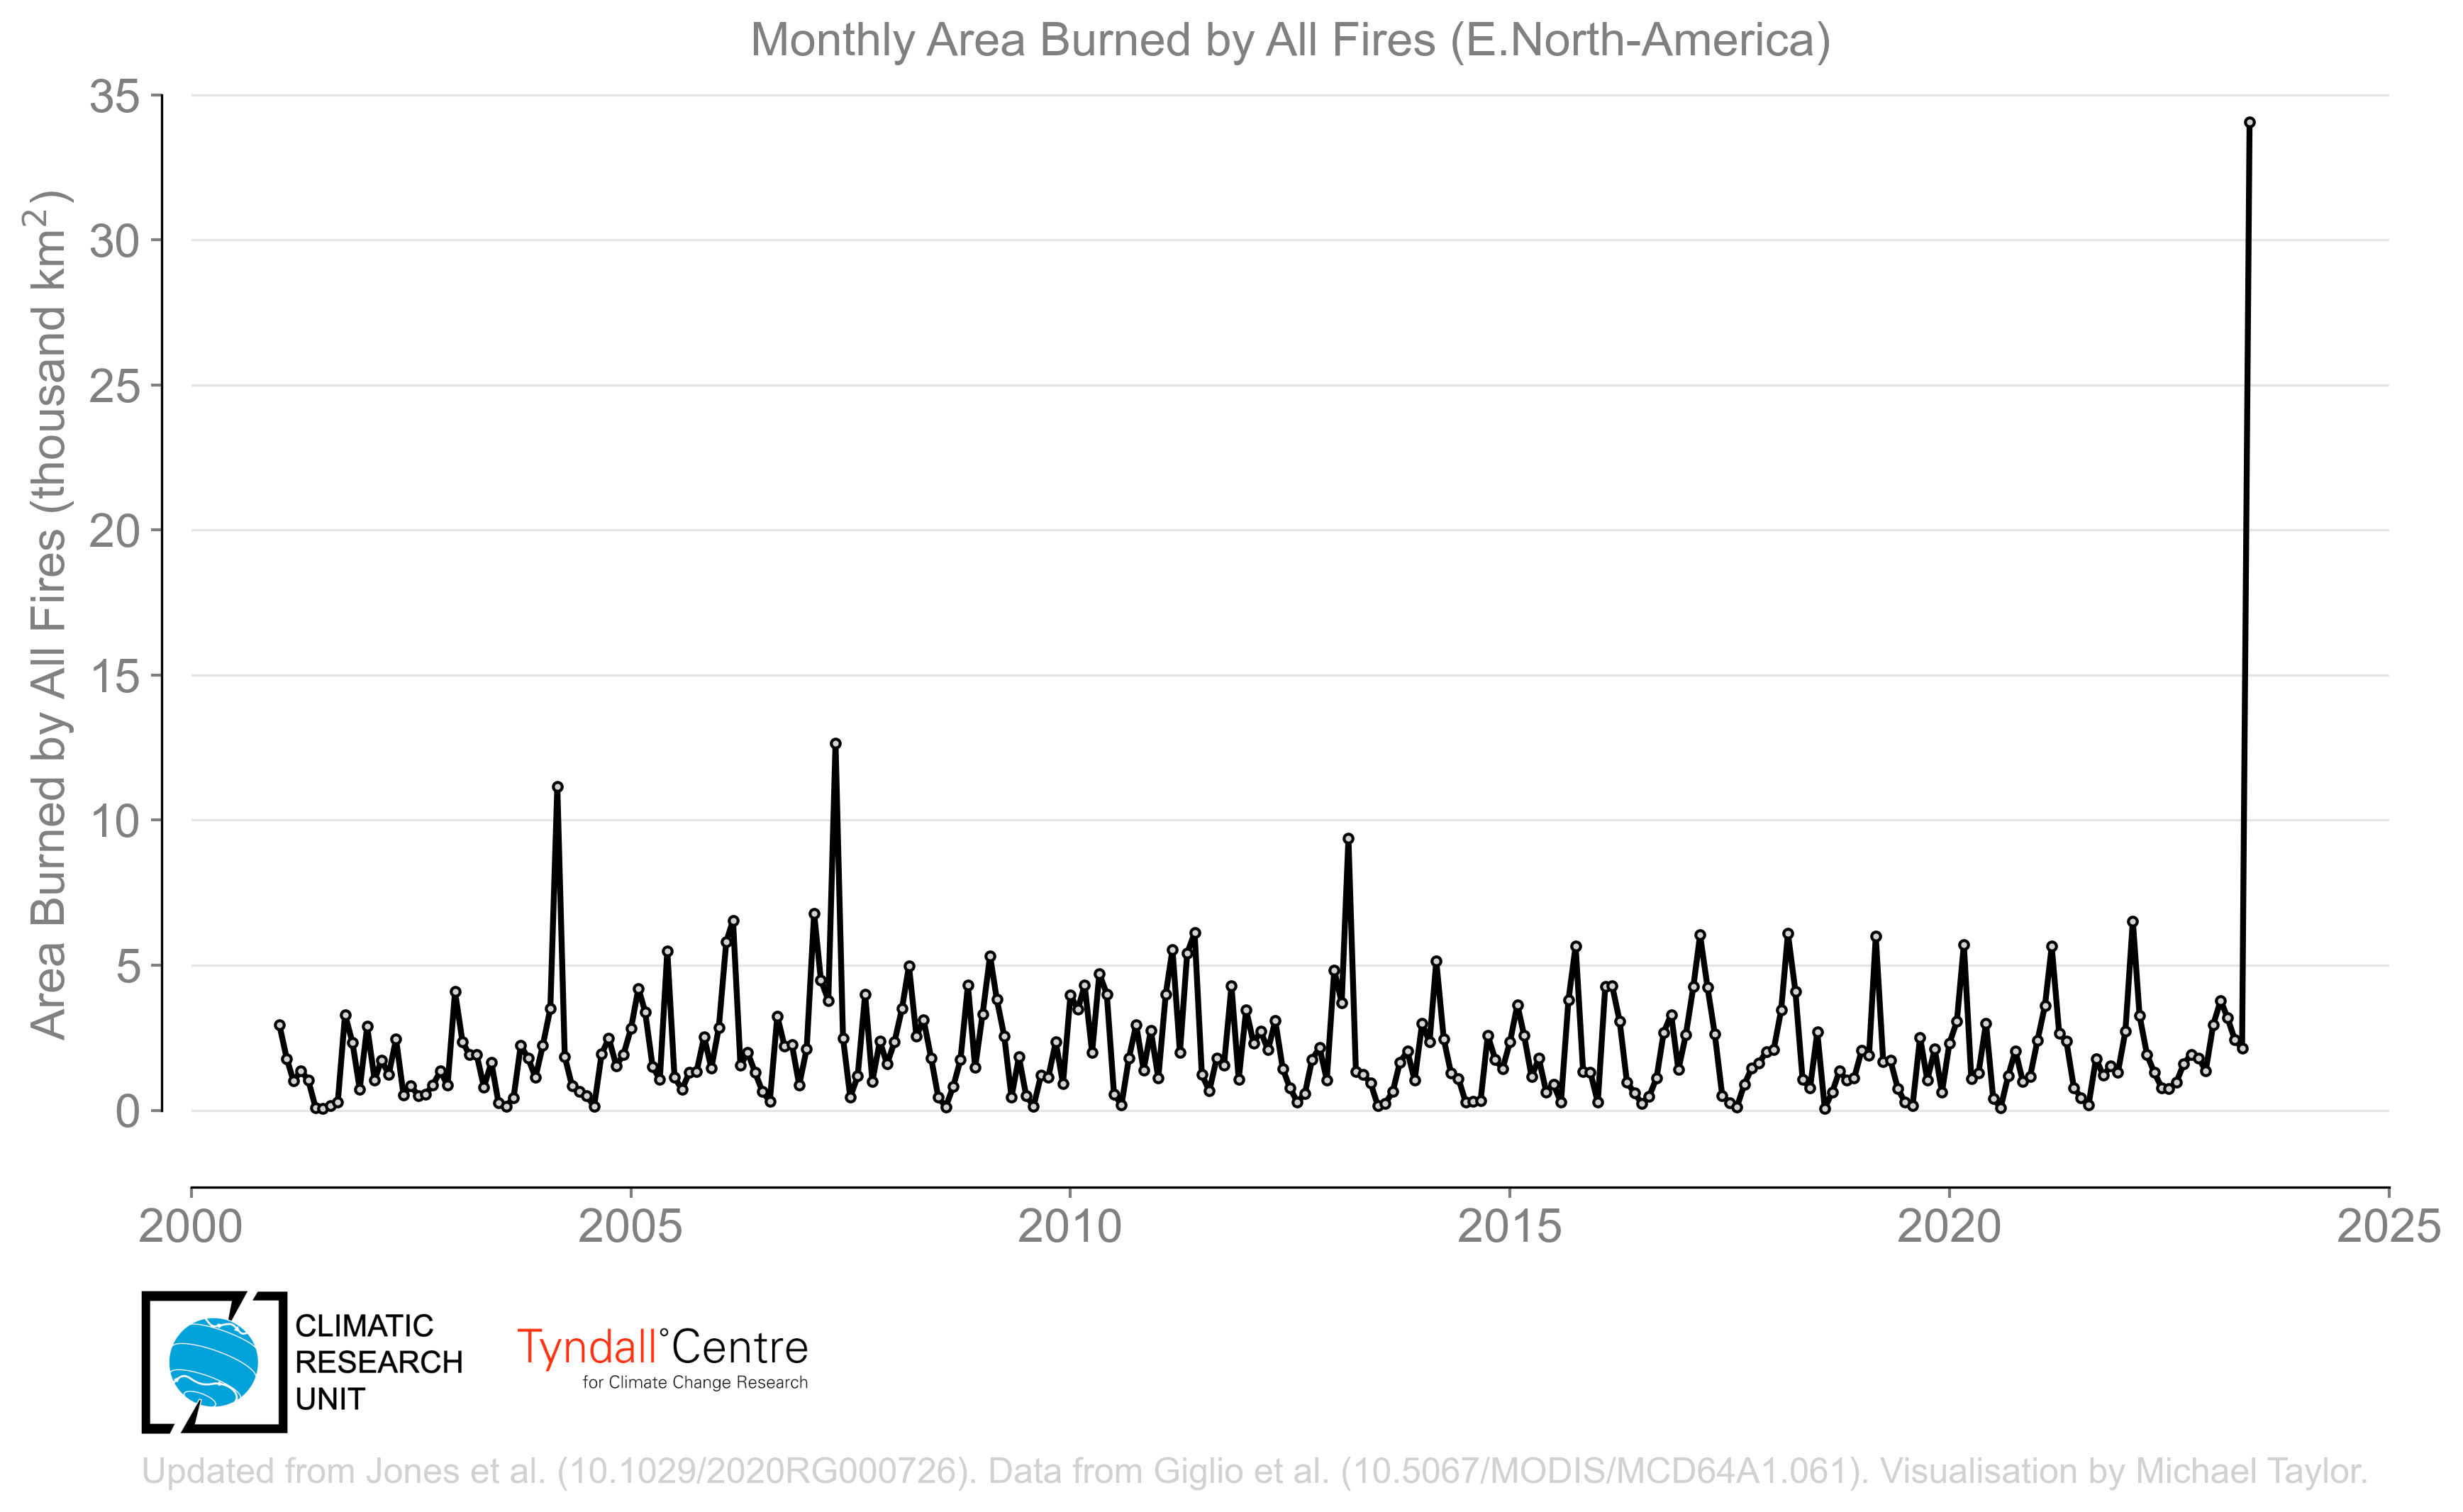 Monthly Area Burned by All Fires (E.North-America)
Area Burned by All Fires (thousand km²)
35
30
25
20
15
10
5
0
2000 2005 2010 2015 2020 2025
CLIMATIC
RESEARCH
UNIT
Tyndall°Centre
for Climate Change Research
Updated from Jones et al. (10.1029/2020RG000726). Data from Giglio et al. (10.5067/MODIS/MCD64A1.061). Visualisation by Michael Taylor.